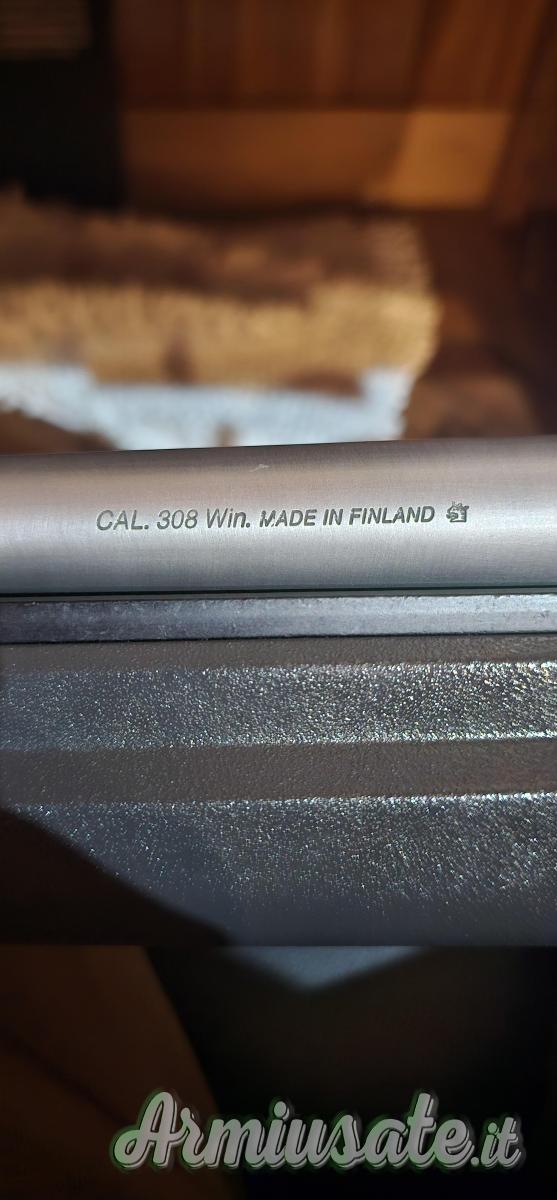 CAL. 308 Win. MADE IN FINLAND
Armiusate.it